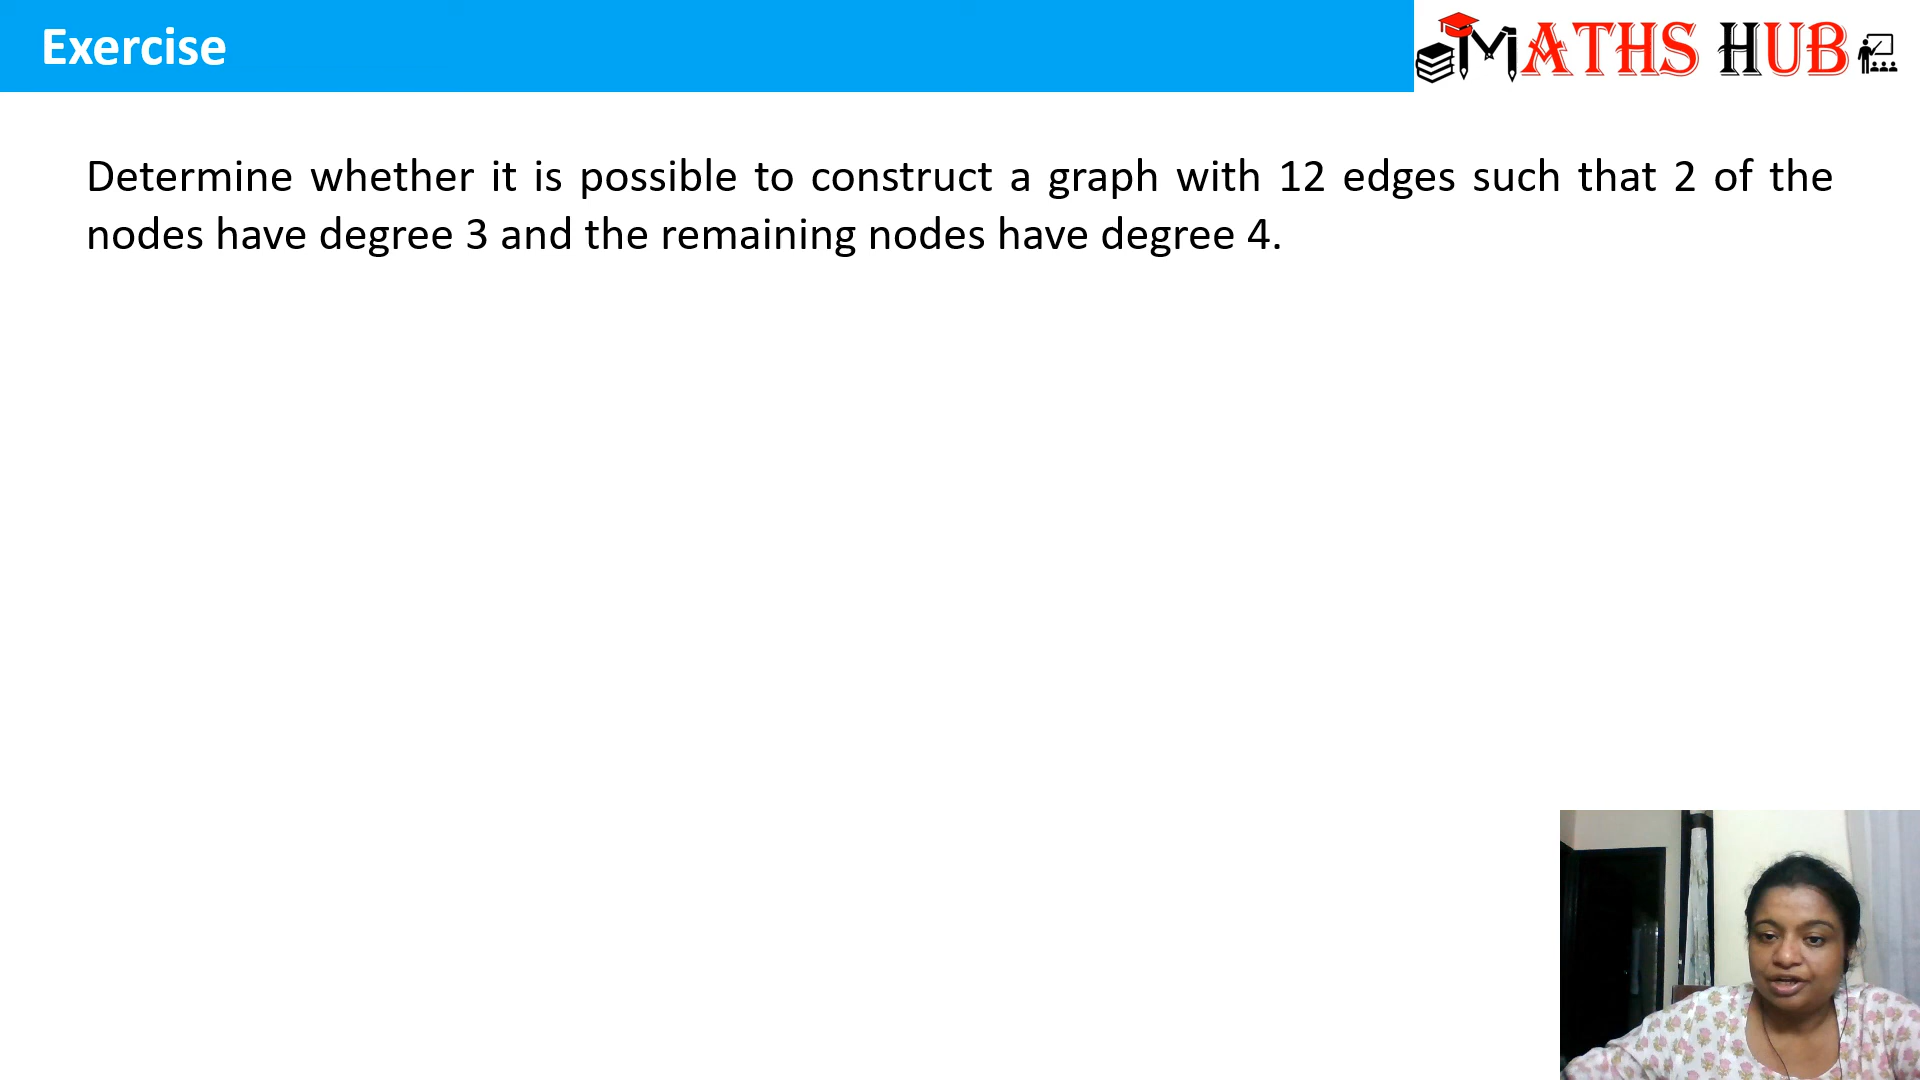 Exercise
MATHS HUB
Determine whether it is possible to construct a graph with 12 edges such that 2 of the
nodes have degree 3 and the remaining nodes have degree 4.